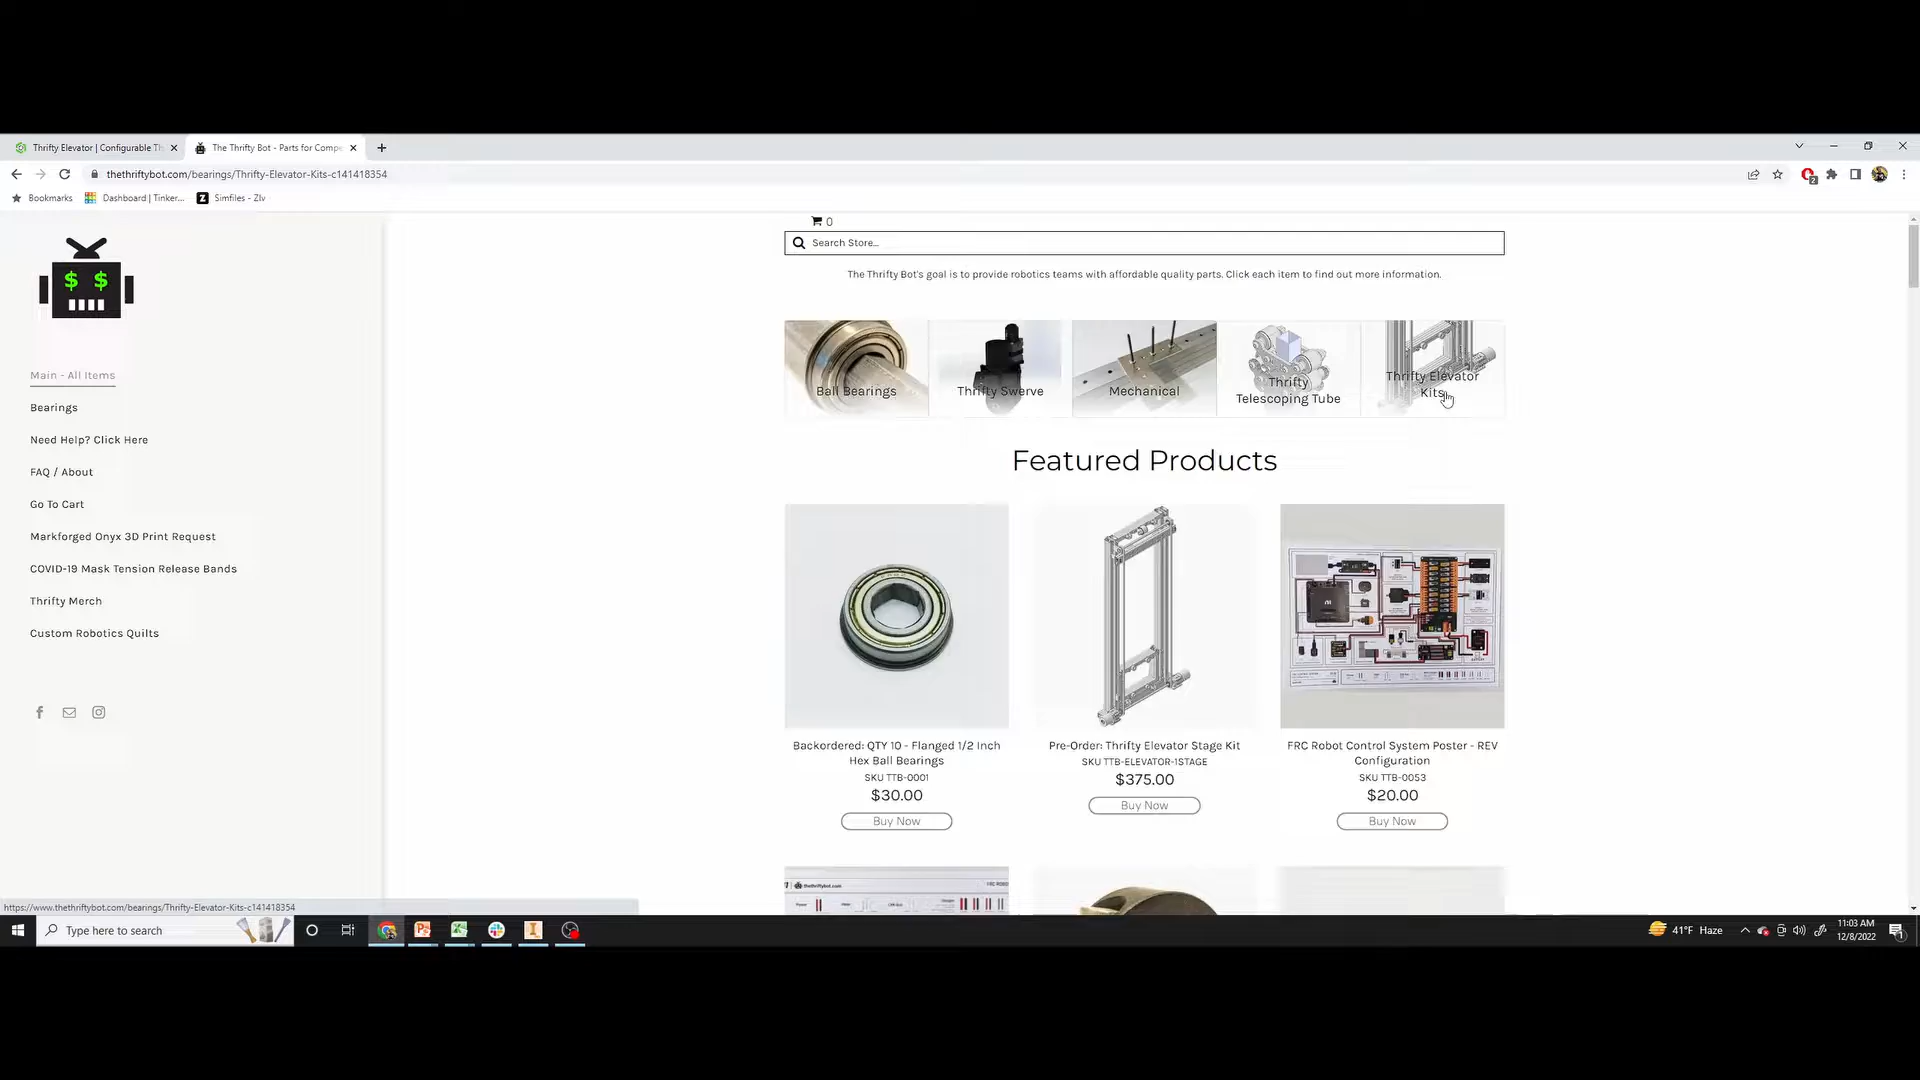 Thrifty Elevator | Configurable Th
The Thrifty Bot - Parts for Compe
thethriftybot.com/bearings/Thrifty-Elevator-Kits-c141418354
Bookmarks
Dashboard | Tinker...
Simfiles - ZIv
0
Search Store...
The Thrifty Bot's goal is to provide robotics teams with affordable quality parts. Click each item to find out more information.
Ball Bearings
Thrifty Swerve
Mechanical
Thrifty
Telescoping Tube
Thrifty Elevator
Kits
Main - All Items
Bearings
Need Help? Click Here
FAQ / About
Go To Cart
Markforged Onyx 3D Print Request
COVID-19 Mask Tension Release Bands
Thrifty Merch
Custom Robotics Quilts
Featured Products
Backordered: QTY 10 - Flanged 1/2 Inch
Hex Ball Bearings
SKU TTB-0001
$30.00
Buy Now
Pre-Order: Thrifty Elevator Stage Kit
SKU TTB-ELEVATOR-1STAGE
$375.00
Buy Now
FRC Robot Control System Poster - REV
Configuration
SKU TTB-0053
$20.00
Buy Now
thethriftybot.com
https://www.thethriftybot.com/bearings/Thrifty-Elevator-Kits-c141418354
Type here to search
41°F Haze
11:03 AM
12/8/2022